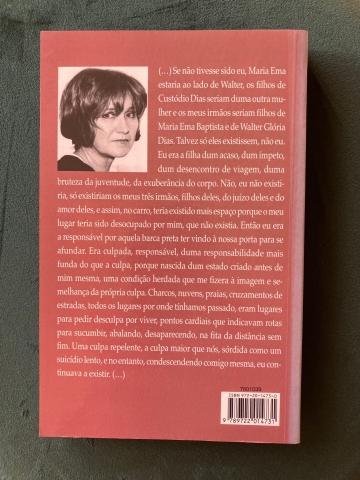 (…) Se não tivesse sido eu, Maria Ema
estaria ao lado de Walter, os filhos de
Custódio Dias seriam duma outra mu-
lher e os meus irmãos seriam filhos de
Maria Ema Baptista e de Walter Glória
Dias. Talvez só eles existissem, não eu.
Eu era a filha dum acaso, dum ímpeto,
dum desencontro de viagem, duma
bruteza da juventude, da exuberância do corpo. Não, eu não existi-
ria, só existiriam os meus três irmãos, filhos deles, do juízo deles e do
amor deles, e assim, no carro, teria existido mais espaço porque o meu
lugar teria sido desocupado por mim, que não existia. Então eu era
a responsável por aquela barca preta ter vindo à nossa porta para se
afundar. Era culpada, responsável, duma responsabilidade mais
funda do que a culpa, porque nascida dum estado criado antes de
mim mesma, uma condição herdada que me fizera à imagem e se-
melhança da própria culpa. Charcos, nuvens, praias, cruzamentos de
estradas, todos os lugares por onde tínhamos passado, eram lugares
para pedir desculpa por viver, pontos cardiais que indicavam rotas
para sucumbir, abalando, desaparecendo, na fita da distância sem
fim. Uma culpa repelente, a culpa maior que nós, sórdida como um
suicídio lento, e no entanto, condescendendo comigo mesma, eu con-
tinuava a existir. (…)
7801039
ISBN 972-20-1473-0
9 789722 014731